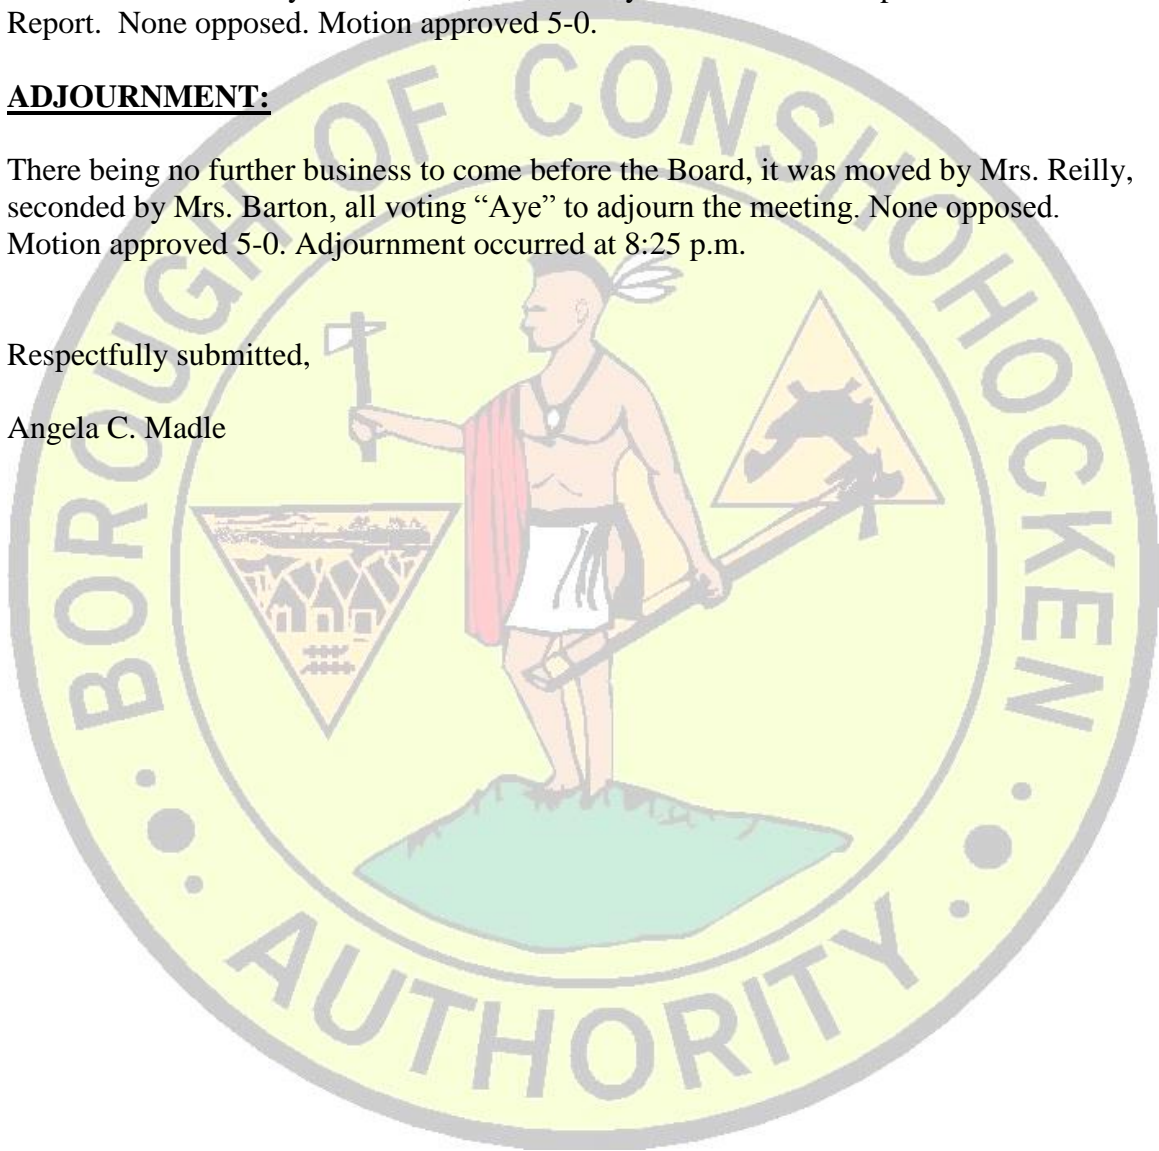 Report.  None opposed. Motion approved 5-0.
ADJOURNMENT:
There being no further business to come before the Board, it was moved by Mrs. Reilly,
seconded by Mrs. Barton, all voting “Aye” to adjourn the meeting. None opposed.
Motion approved 5-0. Adjournment occurred at 8:25 p.m.
Respectfully submitted,
Angela C. Madle
BOROUGH OF CONSHOHOCKEN
AUTHORITY